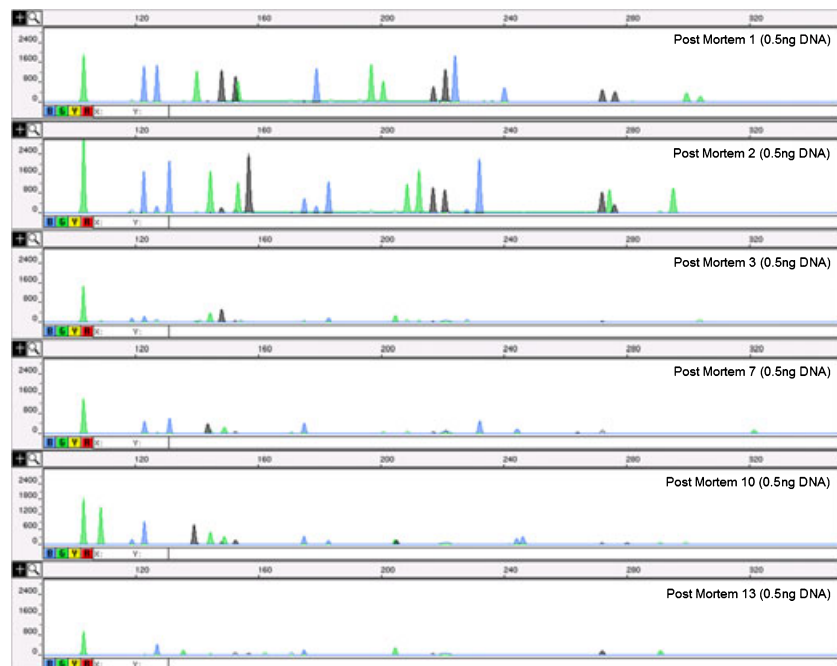 120 160 200 240 280 320
Post Mortem 1 (0.5ng DNA)
2400
1600
800
0
B G Y R X: Y:
120 160 200 240 280 320
Post Mortem 2 (0.5ng DNA)
2400
1600
800
0
B G Y R X: Y:
120 160 200 240 280 320
Post Mortem 3 (0.5ng DNA)
2400
1600
800
0
B G Y R X: Y:
120 160 200 240 280 320
Post Mortem 7 (0.5ng DNA)
2400
1600
800
0
B G Y R X: Y:
120 160 200 240 280 320
Post Mortem 10 (0.5ng DNA)
2400
1800
1200
600
0
B G Y R X: Y:
120 160 200 240 280 320
Post Mortem 13 (0.5ng DNA)
2400
1600
800
0
B G Y R X: Y: